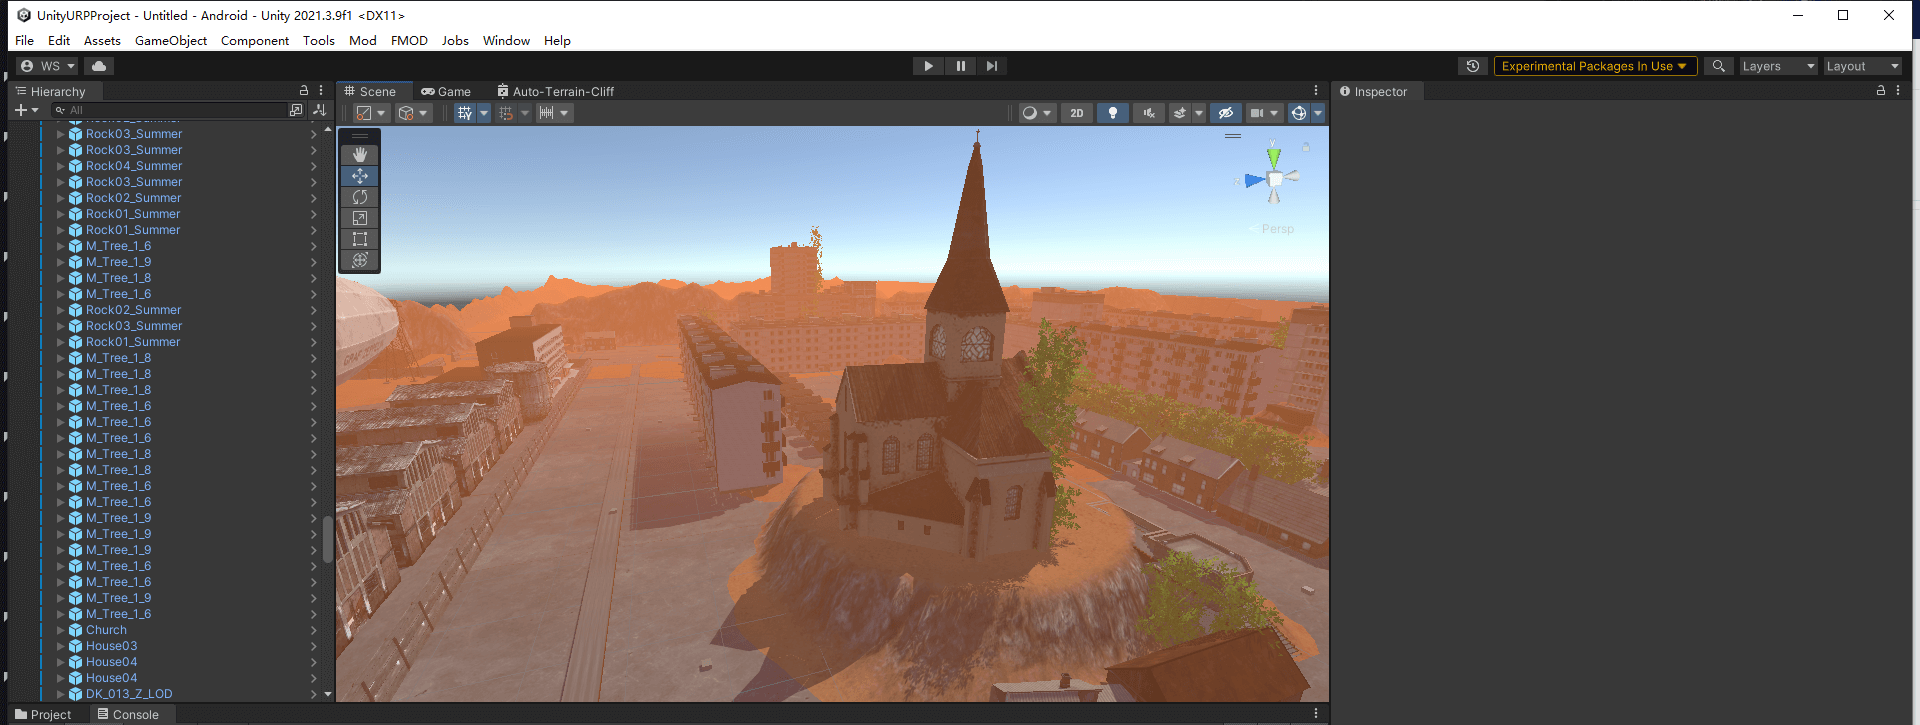 UnityURPProject - Untitled - Android - Unity 2021.3.9f1 <DX11>
File Edit Assets GameObject Component Tools Mod FMOD Jobs Window Help
WS Experimental Packages In Use Layers Layout
Hierarchy Scene Game Auto-Terrain-Cliff Inspector
All 2D
Rock03_Summer
Rock03_Summer
Rock04_Summer
Rock03_Summer
Rock02_Summer
Rock01_Summer
Rock01_Summer
M_Tree_1_6
M_Tree_1_9
M_Tree_1_8
M_Tree_1_6
Rock02_Summer
Rock03_Summer
Rock01_Summer
M_Tree_1_8
M_Tree_1_8
M_Tree_1_8
M_Tree_1_6
M_Tree_1_6
M_Tree_1_6
M_Tree_1_8
M_Tree_1_8
M_Tree_1_6
M_Tree_1_6
M_Tree_1_9
M_Tree_1_9
M_Tree_1_9
M_Tree_1_6
M_Tree_1_6
M_Tree_1_9
M_Tree_1_6
Church
House03
House04
House04
DK_013_Z_LOD
y
z
Persp
Project Console